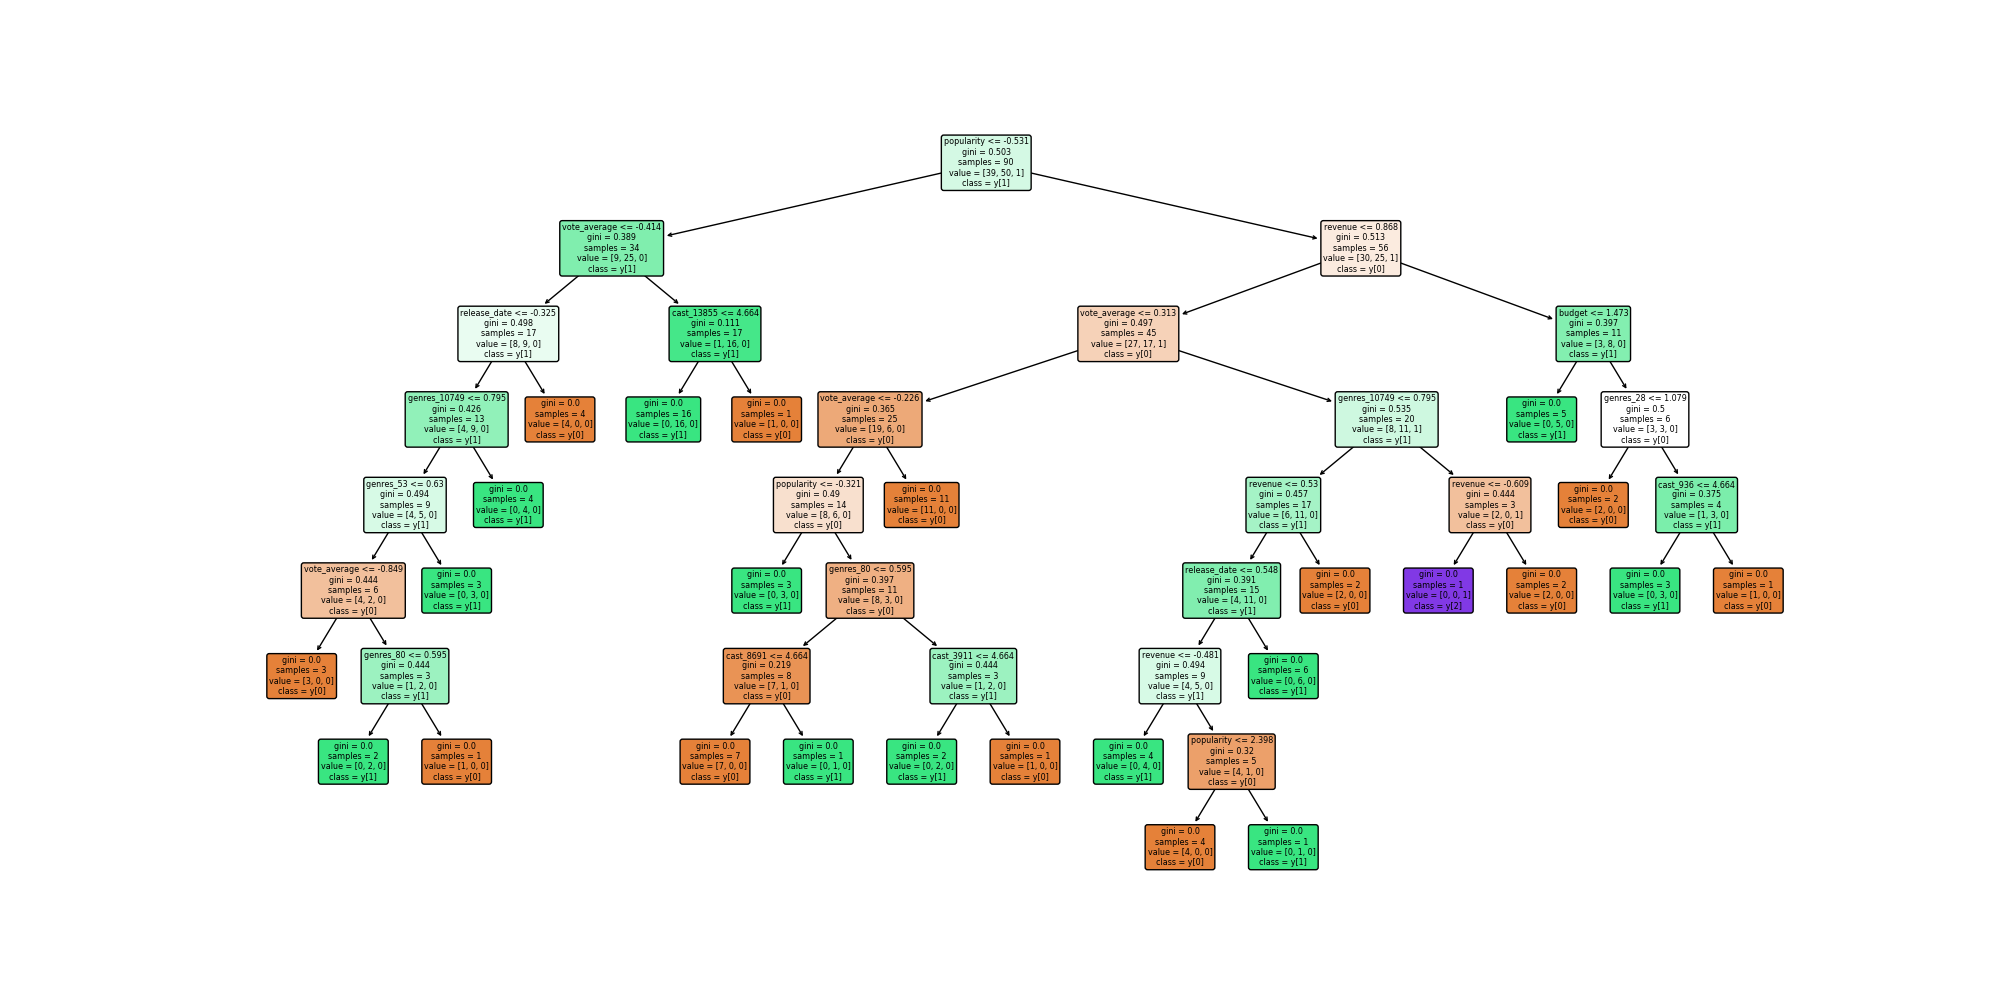 popularity <= -0.531
gini = 0.503
samples = 90
value = [39, 50, 1]
class = y[1]
vote_average <= -0.414
gini = 0.389
samples = 34
value = [9, 25, 0]
class = y[1]
revenue <= 0.868
gini = 0.513
samples = 56
value = [30, 25, 1]
class = y[0]
release_date <= -0.325
gini = 0.498
samples = 17
value = [8, 9, 0]
class = y[1]
cast_13855 <= 4.664
gini = 0.111
samples = 17
value = [1, 16, 0]
class = y[1]
vote_average <= 0.313
gini = 0.497
samples = 45
value = [27, 17, 1]
class = y[0]
budget <= 1.473
gini = 0.397
samples = 11
value = [3, 8, 0]
class = y[1]
genres_10749 <= 0.795
gini = 0.426
samples = 13
value = [4, 9, 0]
class = y[1]
gini = 0.0
samples = 4
value = [4, 0, 0]
class = y[0]
gini = 0.0
samples = 16
value = [0, 16, 0]
class = y[1]
gini = 0.0
samples = 1
value = [1, 0, 0]
class = y[0]
vote_average <= -0.226
gini = 0.365
samples = 25
value = [19, 6, 0]
class = y[0]
genres_10749 <= 0.795
gini = 0.535
samples = 20
value = [8, 11, 1]
class = y[1]
gini = 0.0
samples = 5
value = [0, 5, 0]
class = y[1]
genres_28 <= 1.079
gini = 0.5
samples = 6
value = [3, 3, 0]
class = y[0]
genres_53 <= 0.63
gini = 0.494
samples = 9
value = [4, 5, 0]
class = y[1]
gini = 0.0
samples = 4
value = [0, 4, 0]
class = y[1]
popularity <= -0.321
gini = 0.49
samples = 14
value = [8, 6, 0]
class = y[0]
gini = 0.0
samples = 11
value = [11, 0, 0]
class = y[0]
revenue <= 0.53
gini = 0.457
samples = 17
value = [6, 11, 0]
class = y[1]
revenue <= -0.609
gini = 0.444
samples = 3
value = [2, 0, 1]
class = y[0]
gini = 0.0
samples = 2
value = [2, 0, 0]
class = y[0]
cast_936 <= 4.664
gini = 0.375
samples = 4
value = [1, 3, 0]
class = y[1]
vote_average <= -0.849
gini = 0.444
samples = 6
value = [4, 2, 0]
class = y[0]
gini = 0.0
samples = 3
value = [0, 3, 0]
class = y[1]
gini = 0.0
samples = 3
value = [0, 3, 0]
class = y[1]
genres_80 <= 0.595
gini = 0.397
samples = 11
value = [8, 3, 0]
class = y[0]
release_date <= 0.548
gini = 0.391
samples = 15
value = [4, 11, 0]
class = y[1]
gini = 0.0
samples = 2
value = [2, 0, 0]
class = y[0]
gini = 0.0
samples = 1
value = [0, 0, 1]
class = y[2]
gini = 0.0
samples = 2
value = [2, 0, 0]
class = y[0]
gini = 0.0
samples = 3
value = [0, 3, 0]
class = y[1]
gini = 0.0
samples = 1
value = [1, 0, 0]
class = y[0]
gini = 0.0
samples = 3
value = [3, 0, 0]
class = y[0]
genres_80 <= 0.595
gini = 0.444
samples = 3
value = [1, 2, 0]
class = y[1]
cast_8691 <= 4.664
gini = 0.219
samples = 8
value = [7, 1, 0]
class = y[0]
cast_3911 <= 4.664
gini = 0.444
samples = 3
value = [1, 2, 0]
class = y[1]
revenue <= -0.481
gini = 0.494
samples = 9
value = [4, 5, 0]
class = y[1]
gini = 0.0
samples = 6
value = [0, 6, 0]
class = y[1]
gini = 0.0
samples = 2
value = [0, 2, 0]
class = y[1]
gini = 0.0
samples = 1
value = [1, 0, 0]
class = y[0]
gini = 0.0
samples = 7
value = [7, 0, 0]
class = y[0]
gini = 0.0
samples = 1
value = [0, 1, 0]
class = y[1]
gini = 0.0
samples = 2
value = [0, 2, 0]
class = y[1]
gini = 0.0
samples = 1
value = [1, 0, 0]
class = y[0]
gini = 0.0
samples = 4
value = [0, 4, 0]
class = y[1]
popularity <= 2.398
gini = 0.32
samples = 5
value = [4, 1, 0]
class = y[0]
gini = 0.0
samples = 4
value = [4, 0, 0]
class = y[0]
gini = 0.0
samples = 1
value = [0, 1, 0]
class = y[1]